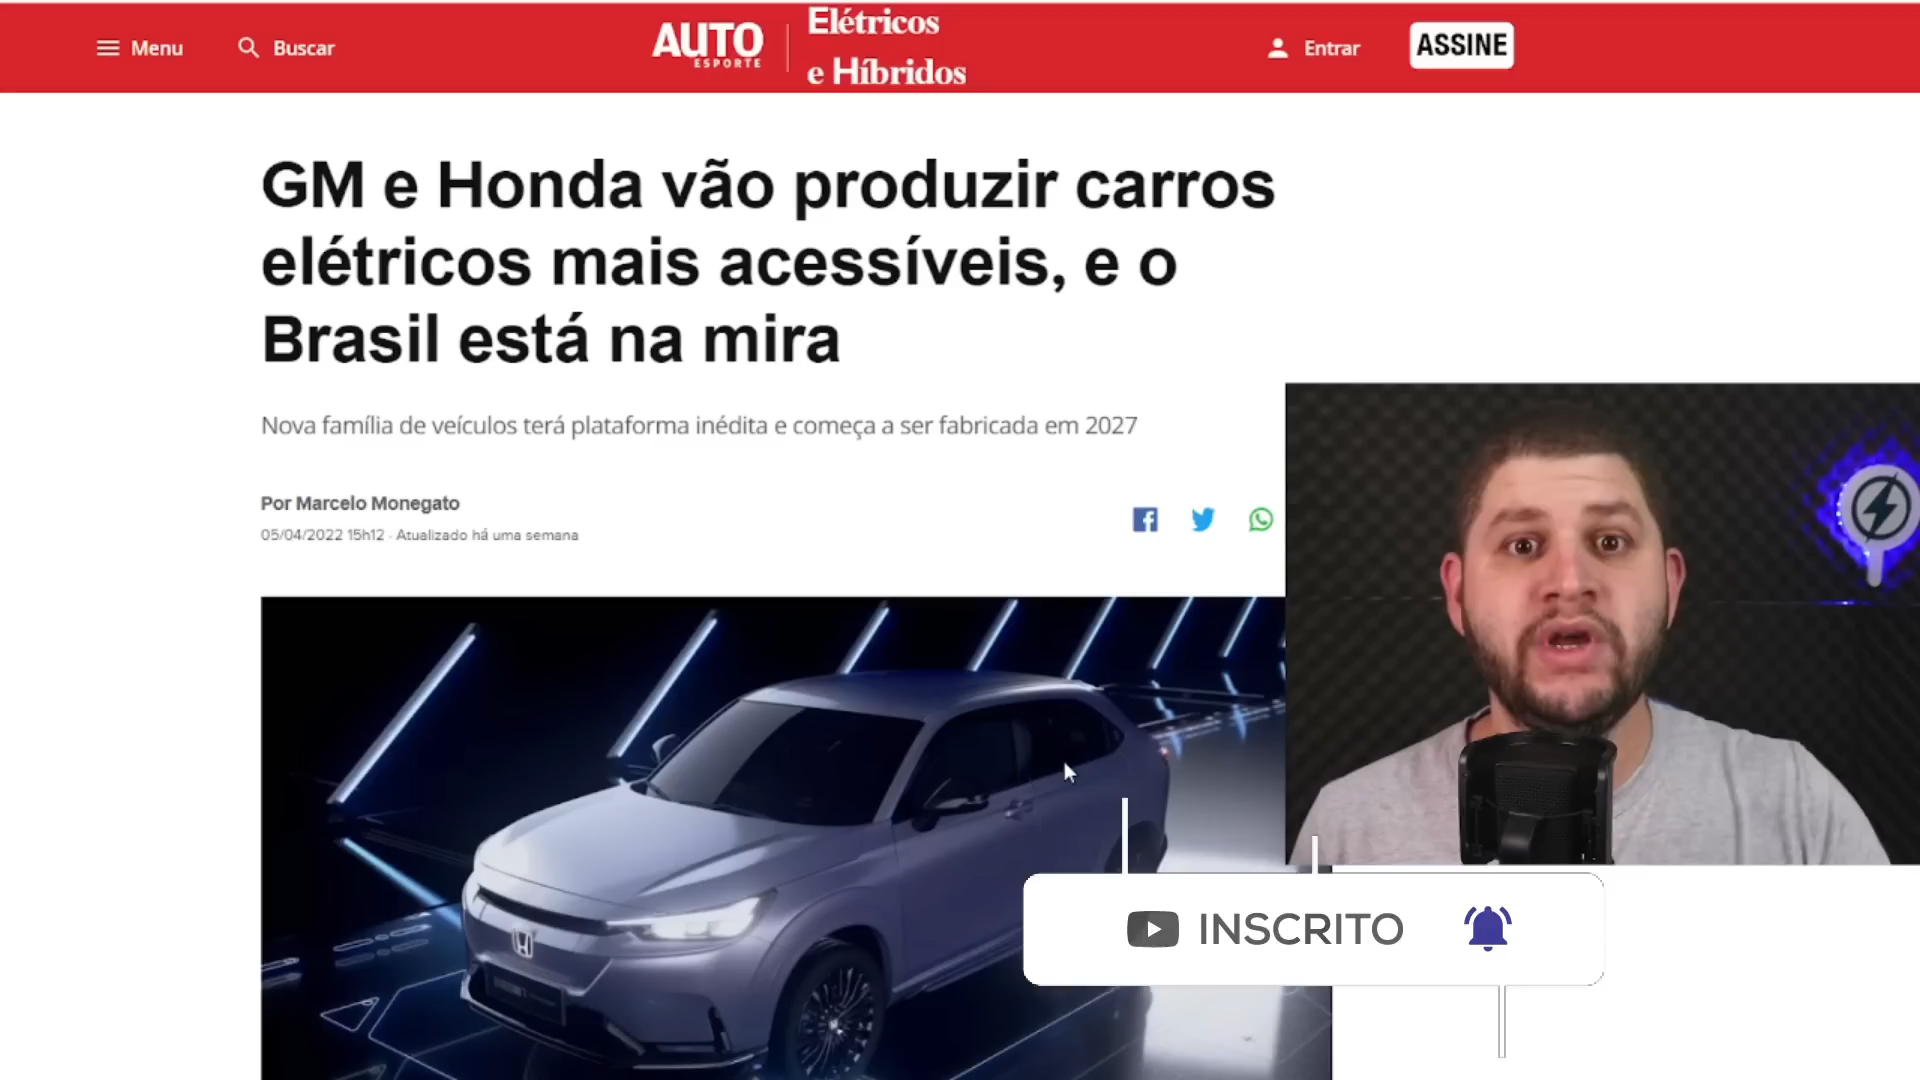 Menu
Buscar
AUTO
ESPORTE
Elétricos
e Híbridos
Entrar
ASSINE
GM e Honda vão produzir carros
elétricos mais acessíveis, e o
Brasil está na mira
Nova família de veículos terá plataforma inédita e começa a ser fabricada em 2027
Por Marcelo Monegato
05/04/2022 15h12 - Atualizado há uma semana
INSCRITO